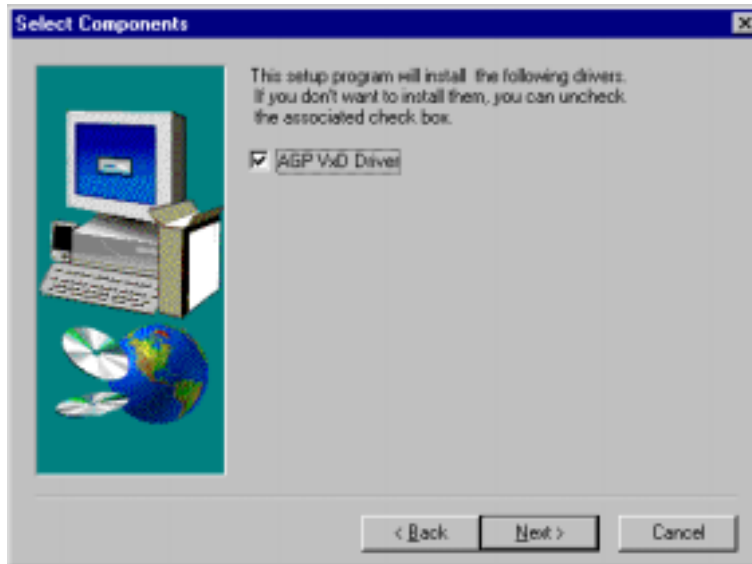 Select Components
This setup program will install the following drivers.
If you don't want to install them, you can uncheck
the associated check box.
AGP VxD Driver
< Back
Next >
Cancel